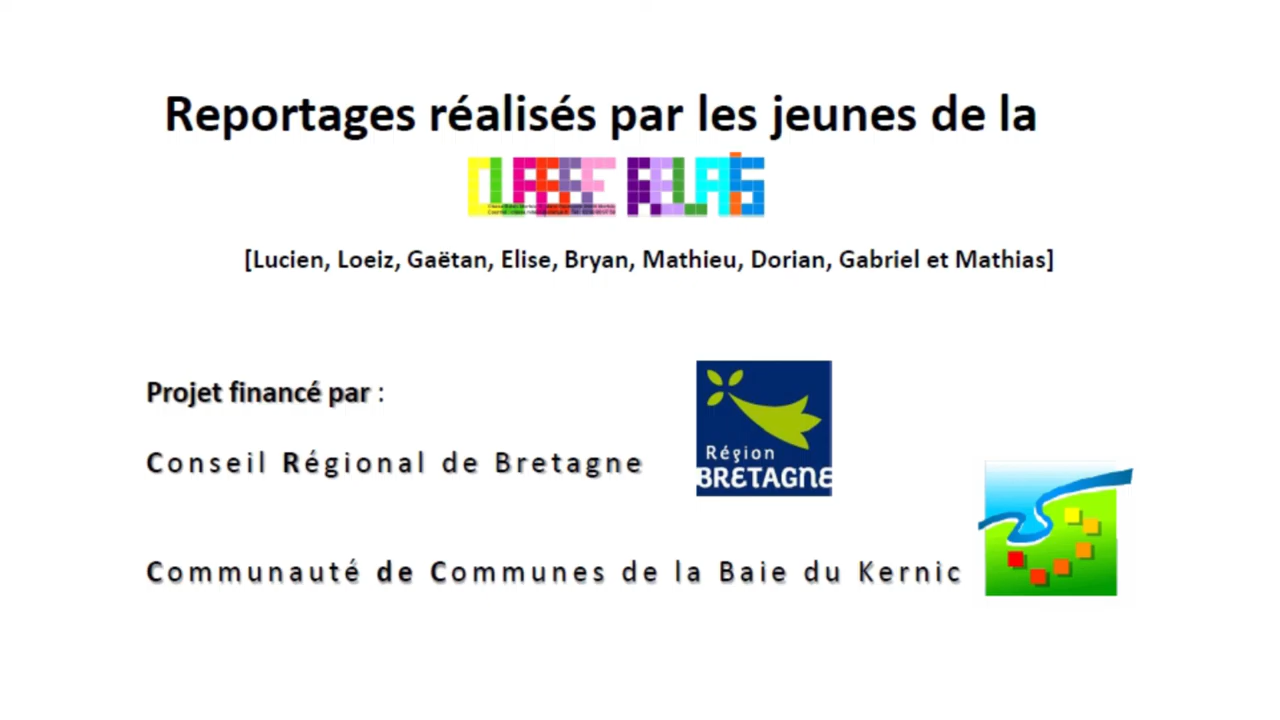 Reportages réalisés par les jeunes de la
CLASSE RELAIS
[Lucien, Loeiz, Gaëtan, Elise, Bryan, Mathieu, Dorian, Gabriel et Mathias]
Projet financé par :
Conseil Régional de Bretagne
Région
BRETAGNE
Communauté de Communes de la Baie du Kernic